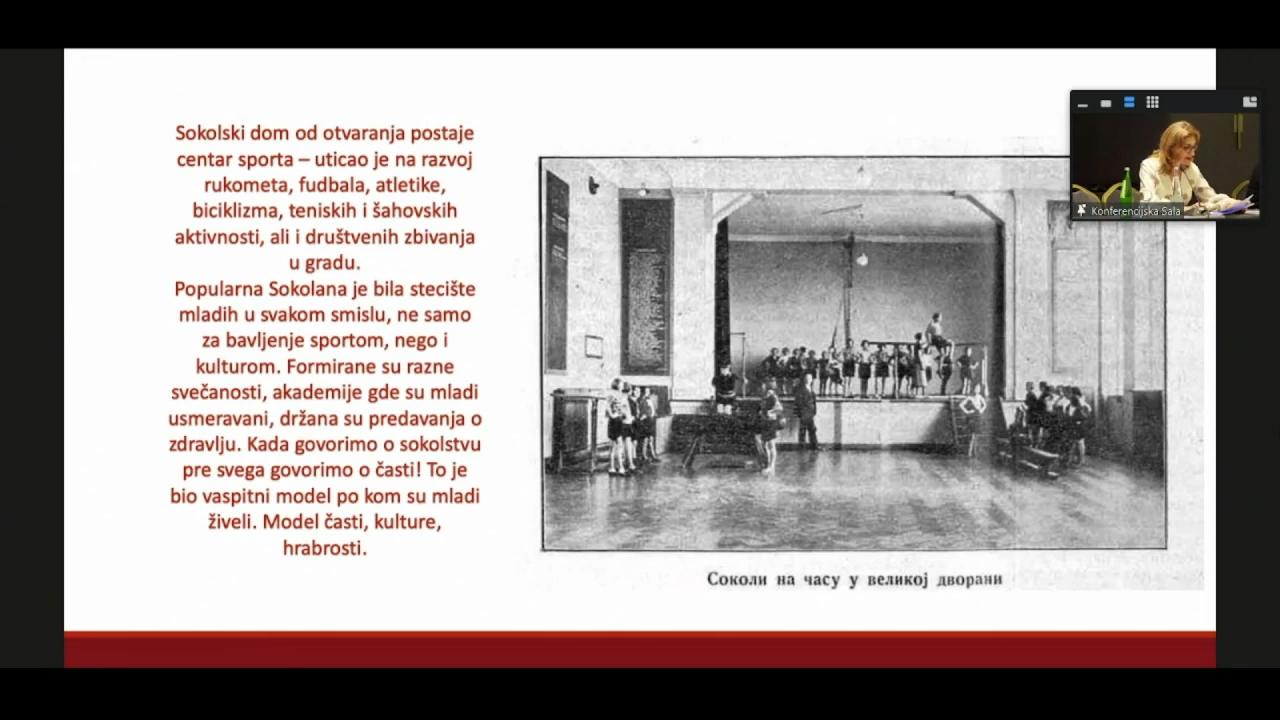 Sokolski dom od otvaranja postaje
centar sporta – uticao je na razvoj
rukometa, fudbala, atletike,
biciklizma, teniskih i šahovskih
aktivnosti, ali i društvenih zbivanja
u gradu.
Popularna Sokolana je bila stecište
mladih u svakom smislu, ne samo
za bavljenje sportom, nego i
kulturom. Formirane su razne
svečanosti, akademije gde su mladi
usmeravani, držana su predavanja o
zdravlju. Kada govorimo o sokolstvu
pre svega govorimo o časti! To je
bio vaspitni model po kom su mladi
živeli. Model časti, kulture,
hrabrosti.
Соколи на часу у великој дворани
Konferencijska Sala